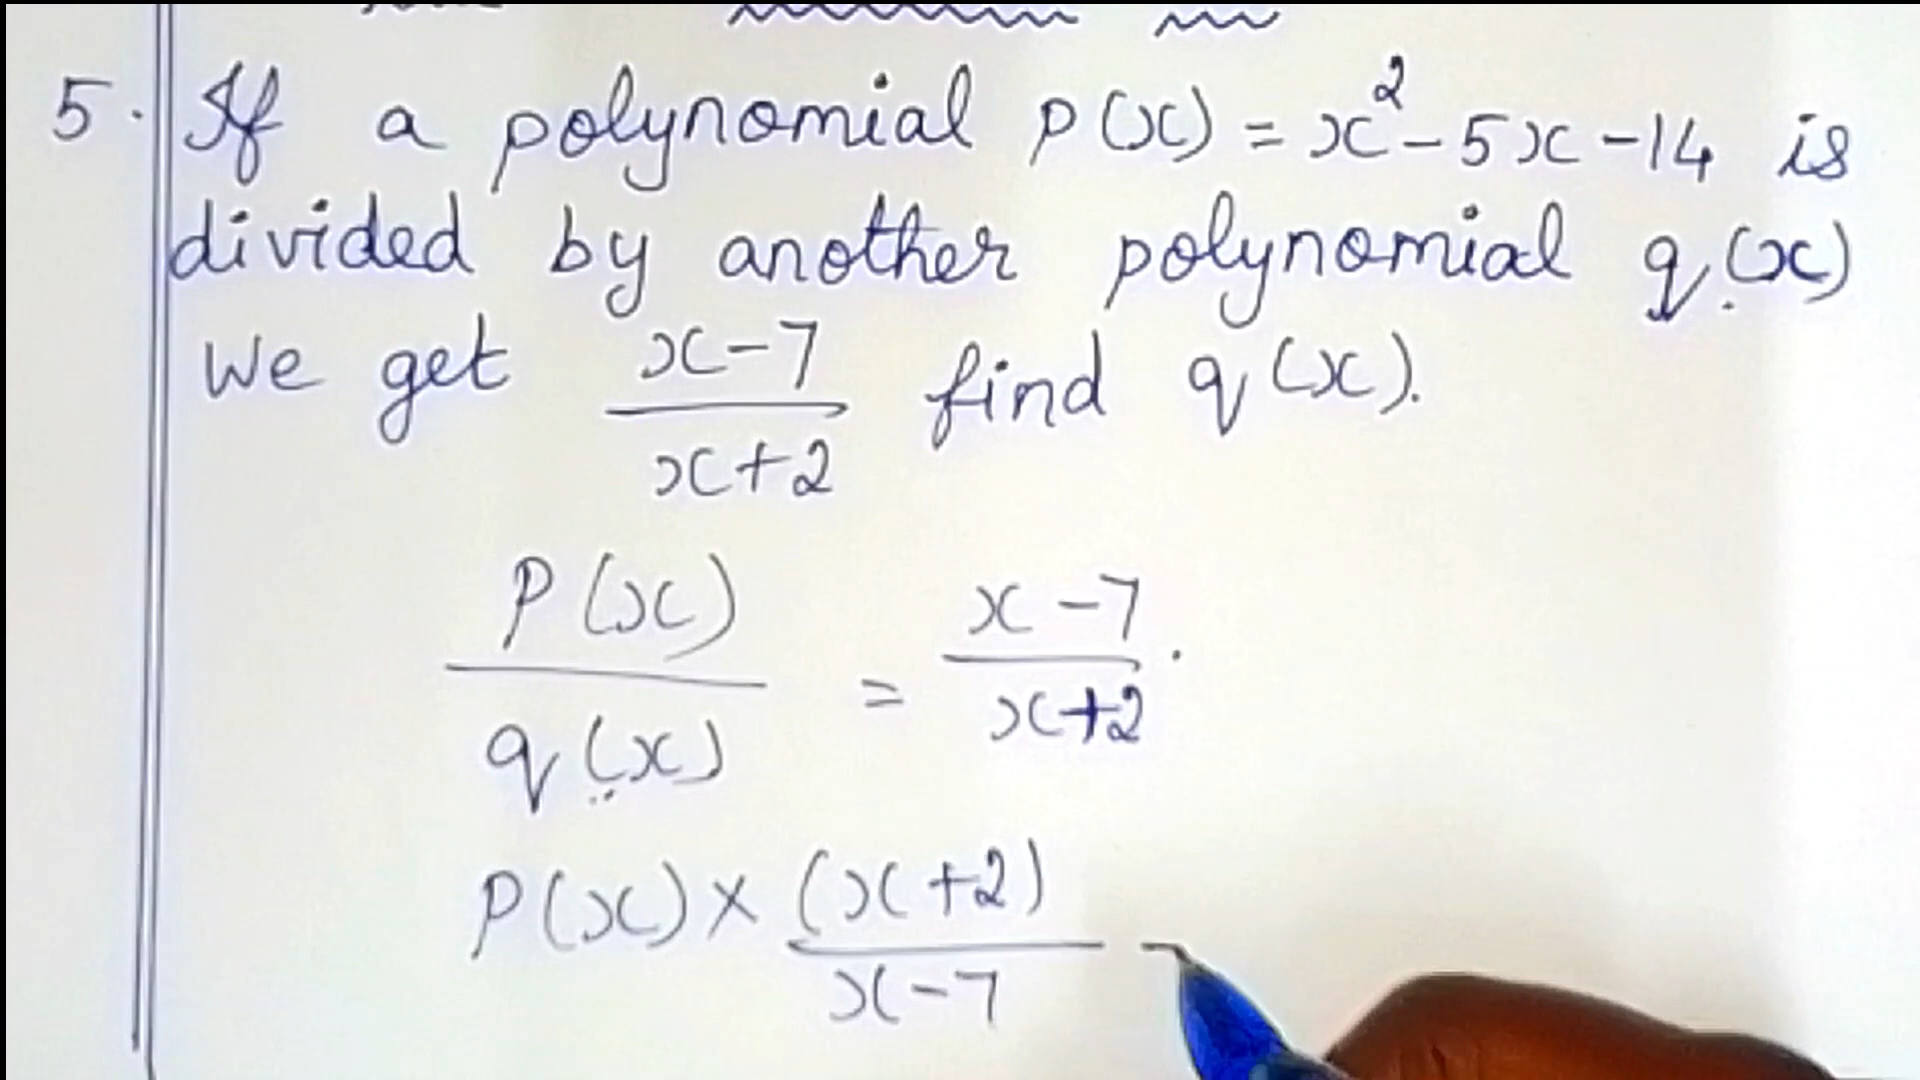 5. If a polynomial p(x) = x² - 5x - 14 is
divided by another polynomial q(x)
we get x-7/x+2 find q(x).
P(x)/q(x) = x-7/x+2.
P(x) × (x+2)/x-7 -